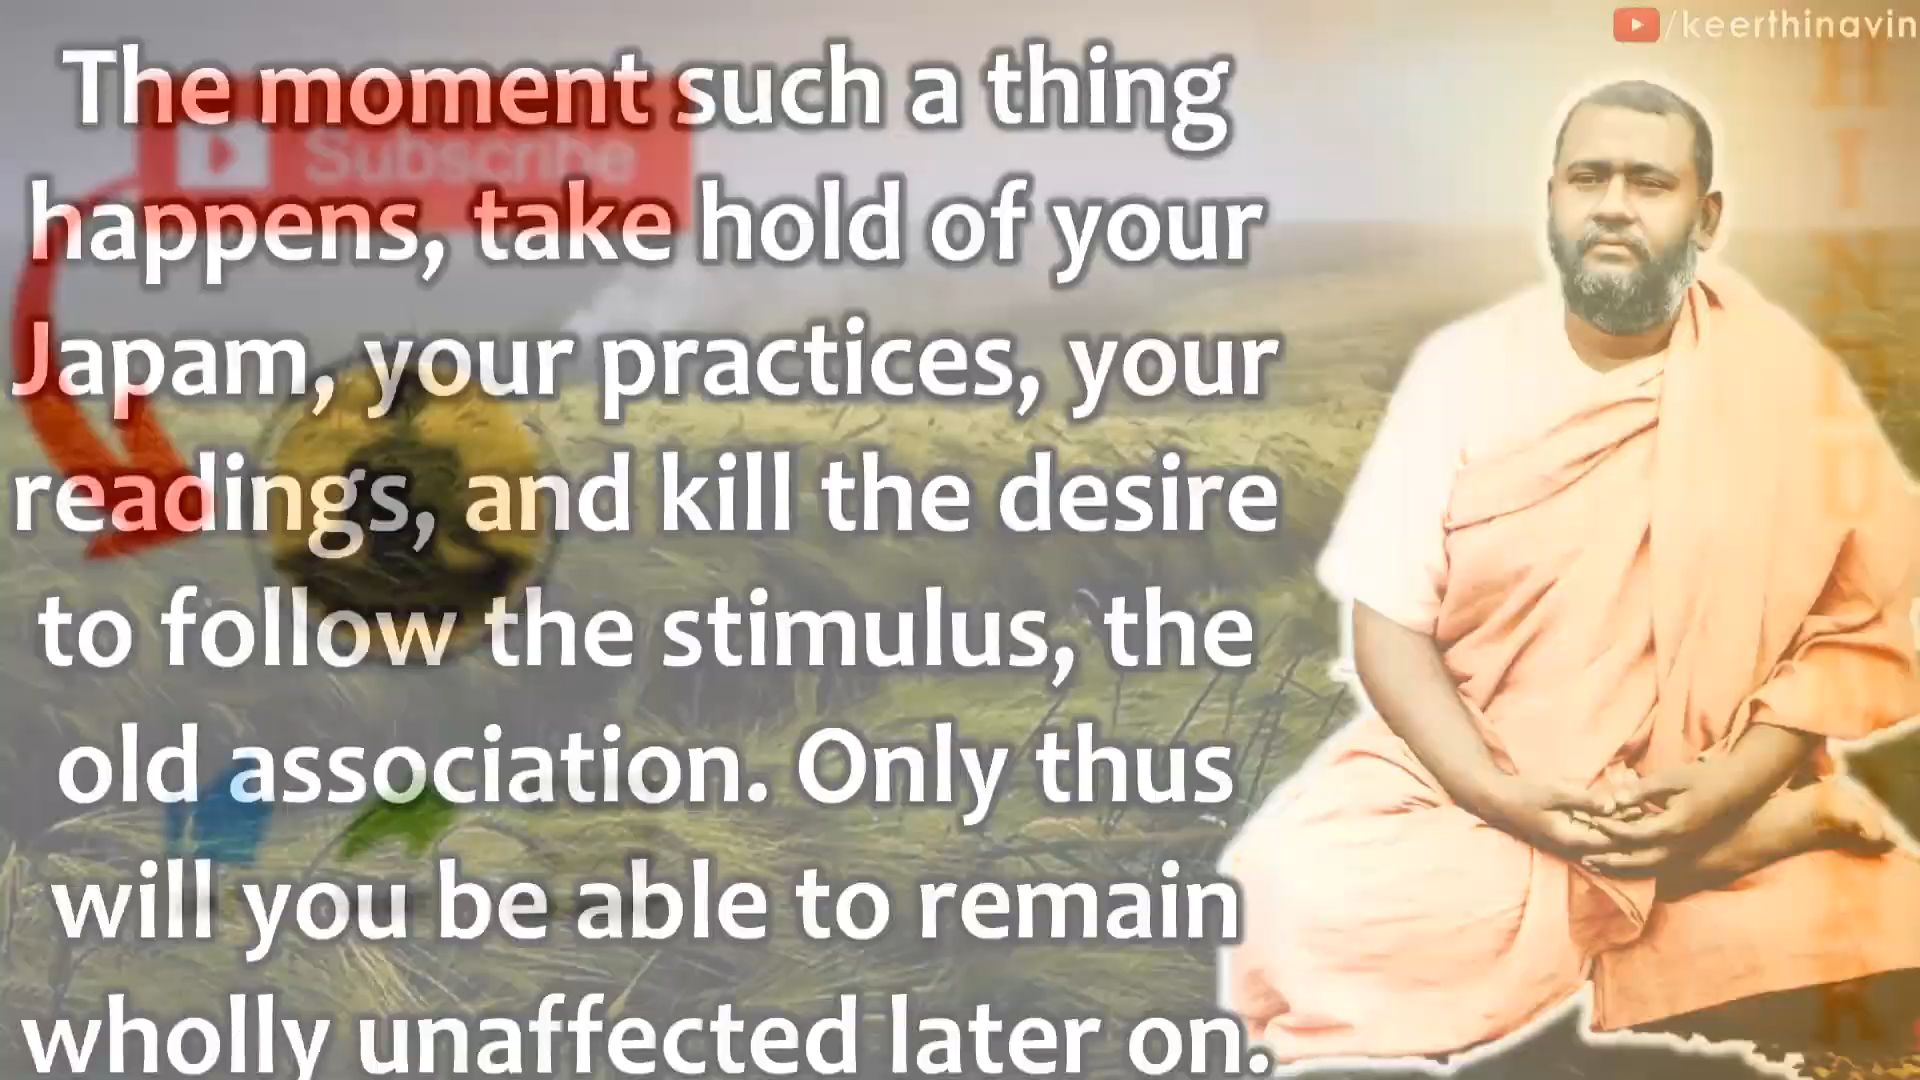 /keerthinavin
The moment such a thing
Subscribe
happens, take hold of your
Japam, your practices, your
readings, and kill the desire
to follow the stimulus, the
old association. Only thus
will you be able to remain
wholly unaffected later on.